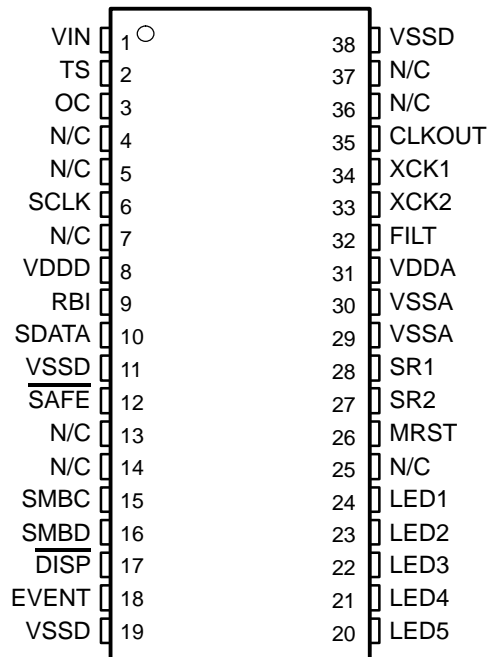 VIN 1 38 VSSD
TS 2 37 N/C
OC 3 36 N/C
N/C 4 35 CLKOUT
N/C 5 34 XCK1
SCLK 6 33 XCK2
N/C 7 32 FILT
VDDD 8 31 VDDA
RBI 9 30 VSSA
SDATA 10 29 VSSA
VSSD 11 28 SR1
SAFE 12 27 SR2
N/C 13 26 MRST
N/C 14 25 N/C
SMBC 15 24 LED1
SMBD 16 23 LED2
DISP 17 22 LED3
EVENT 18 21 LED4
VSSD 19 20 LED5